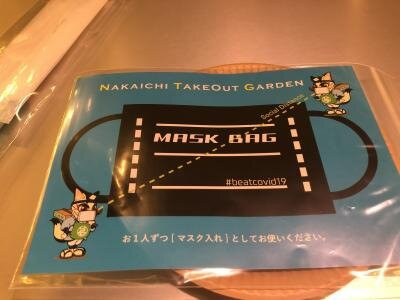 NAKAICHI TAKEOUT GARDEN
Social Distance
MASK BAG
#beatcovid19
お1人ずつ[マスク入れ]としてお使いください。